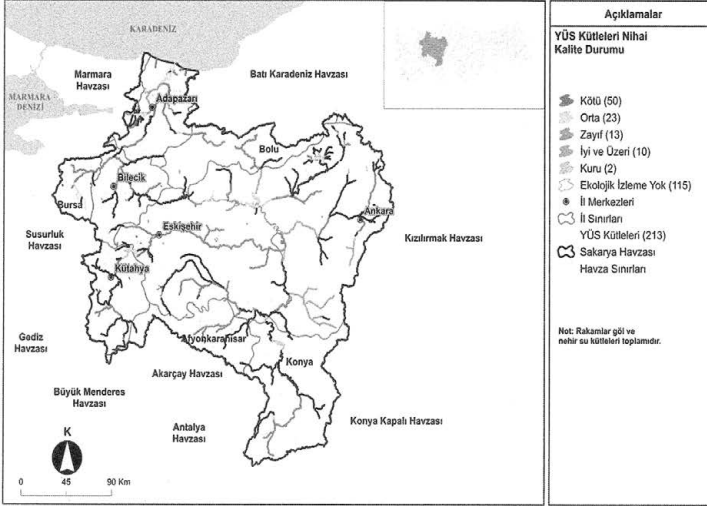 KARADENİZ
Marmara
Havzası
Batı Karadeniz Havzası
MARMARA
DENİZİ
Adapazarı
Bolu
Bilecik
Bursa
Ankara
Eskişehir
Susurluk
Havzası
Kızılırmak Havzası
Kütahya
Gediz
Havzası
Afyonkarahisar
Konya
Akarçay Havzası
Büyük Menderes
Havzası
Antalya
Havzası
Konya Kapalı Havzası
K
0 45 90 Km
Açıklamalar
YÜS Kütleleri Nihai
Kalite Durumu
Kötü (50)
Orta (23)
Zayıf (13)
İyi ve Üzeri (10)
Kuru (2)
Ekolojik İzleme Yok (115)
İl Merkezleri
İl Sınırları
YÜS Kütleleri (213)
Sakarya Havzası
Havza Sınırları
Not: Rakamlar göl ve
nehir su kütleleri toplamıdır.